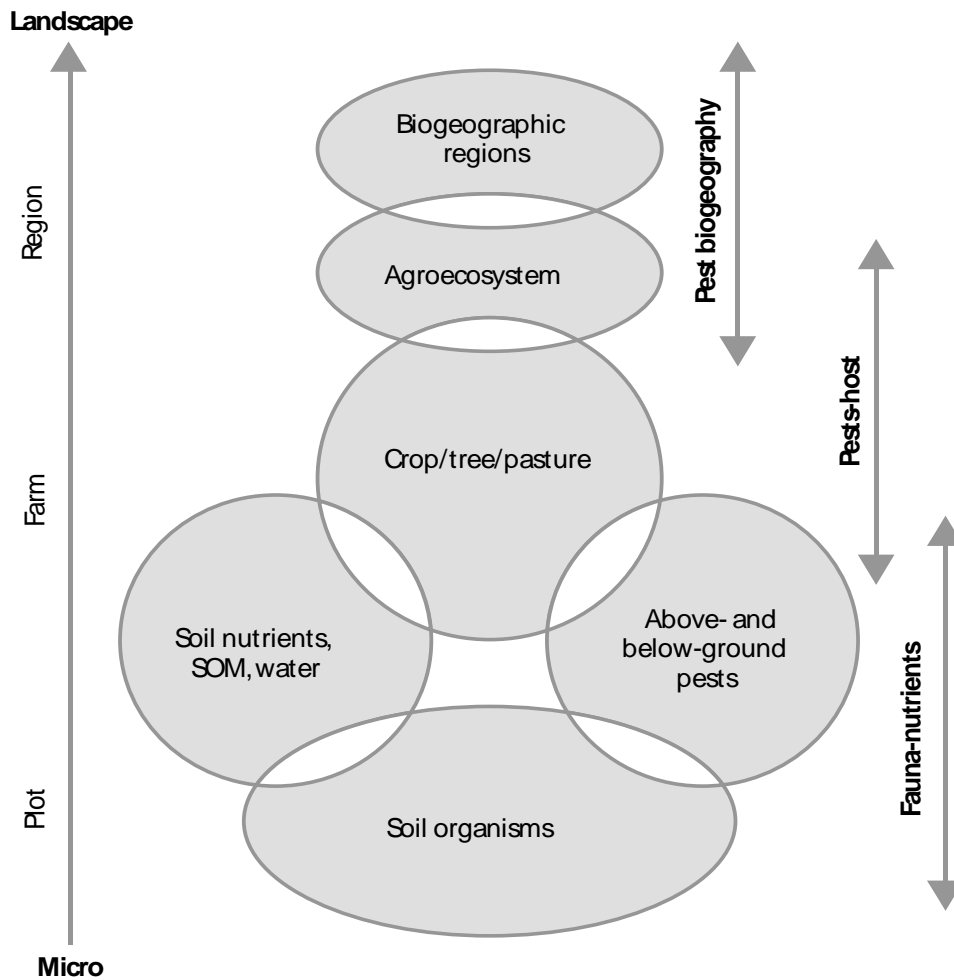 Landscape
Biogeographic
regions
Pest biogeography
Region
Agroecosystem
Pests-host
Crop/tree/pasture
Farm
Soil nutrients,
SOM, water
Above- and
below-ground
pests
Fauna-nutrients
Plot
Soil organisms
Micro